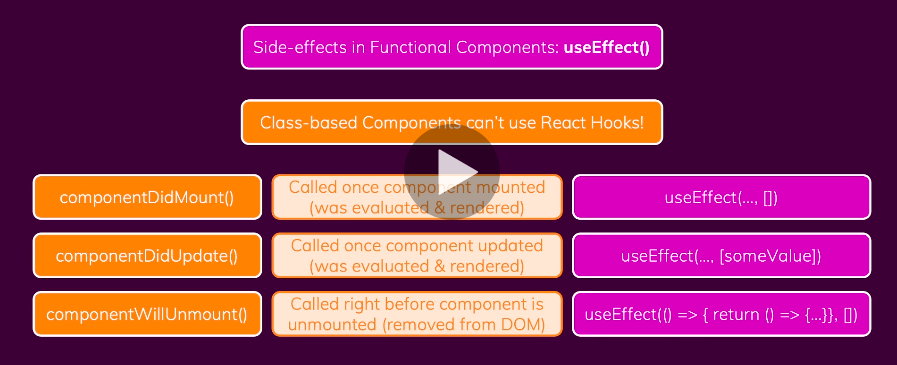 Side-effects in Functional Components: useEffect()
Class-based Components can't use React Hooks!
componentDidMount()
Called once component mounted
(was evaluated & rendered)
useEffect(..., [])
componentDidUpdate()
Called once component updated
(was evaluated & rendered)
useEffect(..., [someValue])
componentWillUnmount()
Called right before component is
unmounted (removed from DOM)
useEffect(() => { return () => {...}}, [])